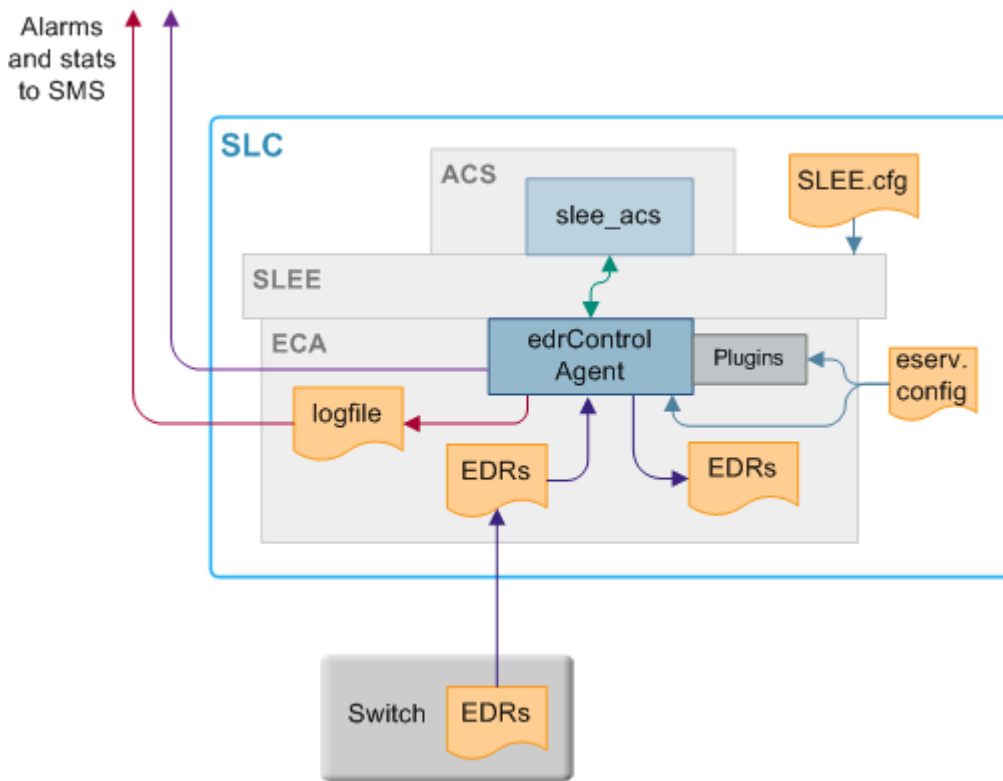 Alarms
and stats
to SMS
SLC
ACS
slee_acs
SLEE.cfg
SLEE
ECA
edrControl
Agent
Plugins
eserv.
config
logfile
EDRs
EDRs
Switch
EDRs